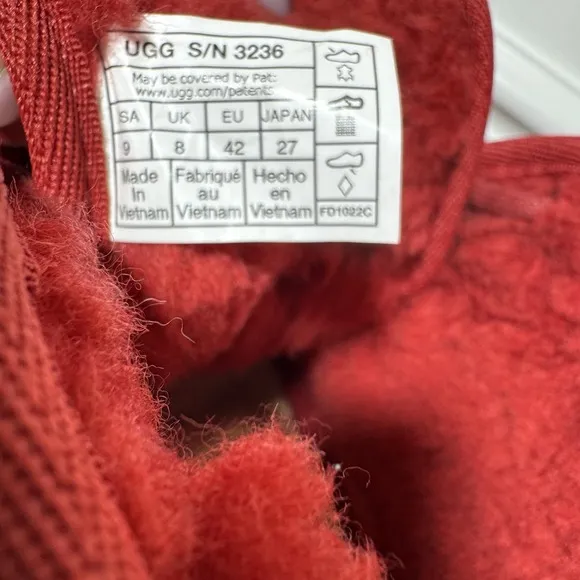 UGG S/N 3236
May be covered by Pat:
www.ugg.com/patents
SA UK EU JAPAN
9 8 42 27
Made in Vietnam
Fabriqué au Vietnam
Hecho en Vietnam
FD1022C